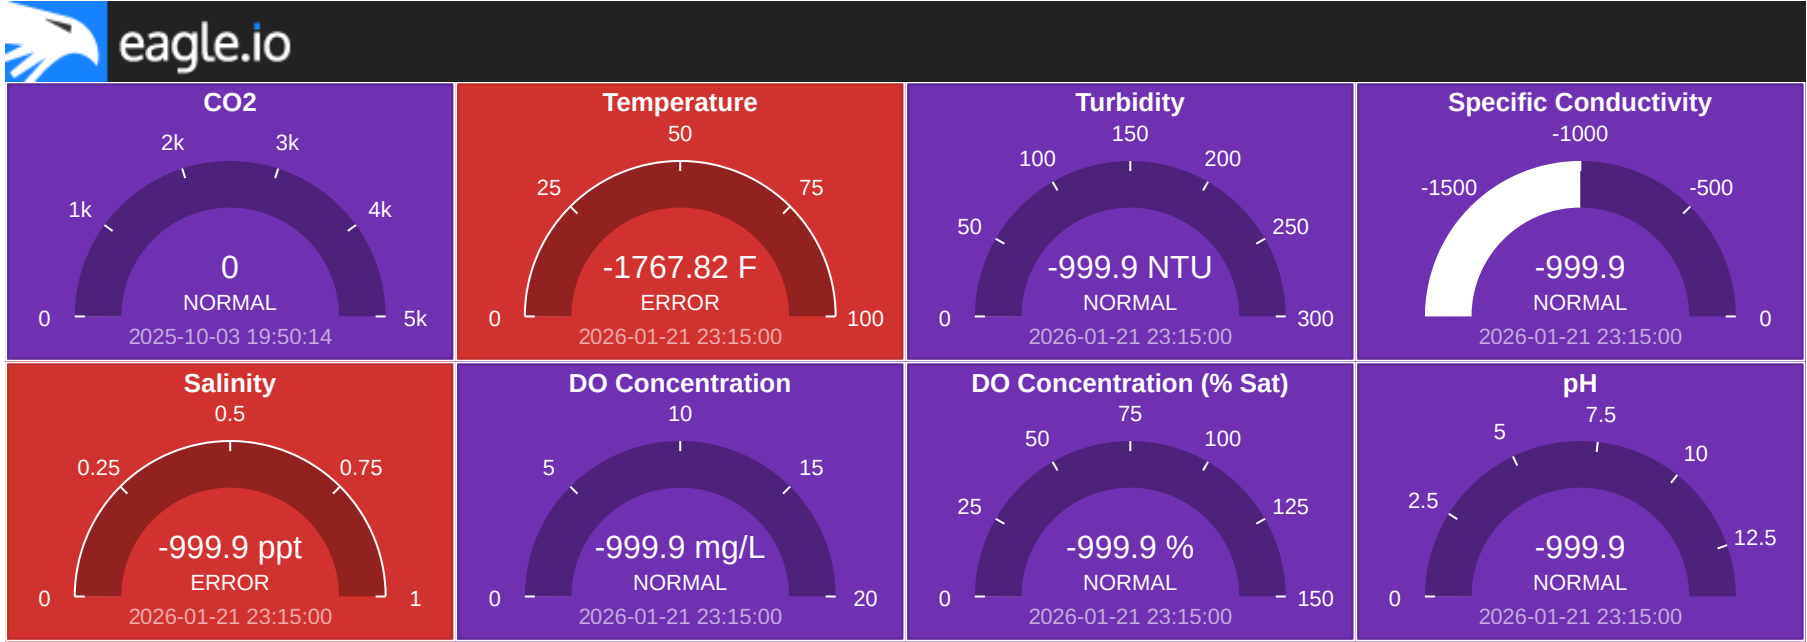 eagle.io
CO2
2k
3k
1k
4k
0
NORMAL
0
5k
2025-10-03 19:50:14
Temperature
50
25
75
-1767.82 F
ERROR
0
100
2026-01-21 23:15:00
Turbidity
150
100
200
50
250
-999.9 NTU
NORMAL
0
300
2026-01-21 23:15:00
Specific Conductivity
-1000
-1500
-500
-999.9
NORMAL
0
2026-01-21 23:15:00
Salinity
0.5
0.25
0.75
-999.9 ppt
ERROR
0
1
2026-01-21 23:15:00
DO Concentration
10
5
15
-999.9 mg/L
NORMAL
0
20
2026-01-21 23:15:00
DO Concentration (% Sat)
75
50
100
25
125
-999.9 %
NORMAL
0
150
2026-01-21 23:15:00
pH
7.5
5
10
2.5
12.5
-999.9
NORMAL
0
2026-01-21 23:15:00